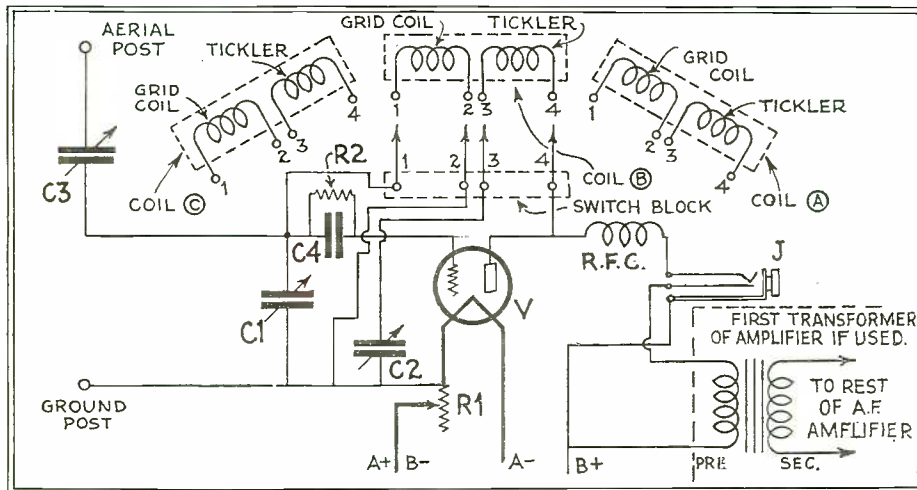 AERIAL
POST
TICKLER
GRID
COIL
1
2
3
4
COIL C
GRID COIL
TICKLER
1
2
3
4
1
2
3
4
COIL B
SWITCH BLOCK
GRID
COIL
TICKLER
1
2
3
4
COIL A
C3
R2
C4
C1
C2
V
R.F.C.
J
R1
GROUND
POST
A+
B-
A-
B+
FIRST TRANSFORMER
OF AMPLIFIER IF USED.
TO REST
OF A.F.
AMPLIFIER
PRI
SEC.